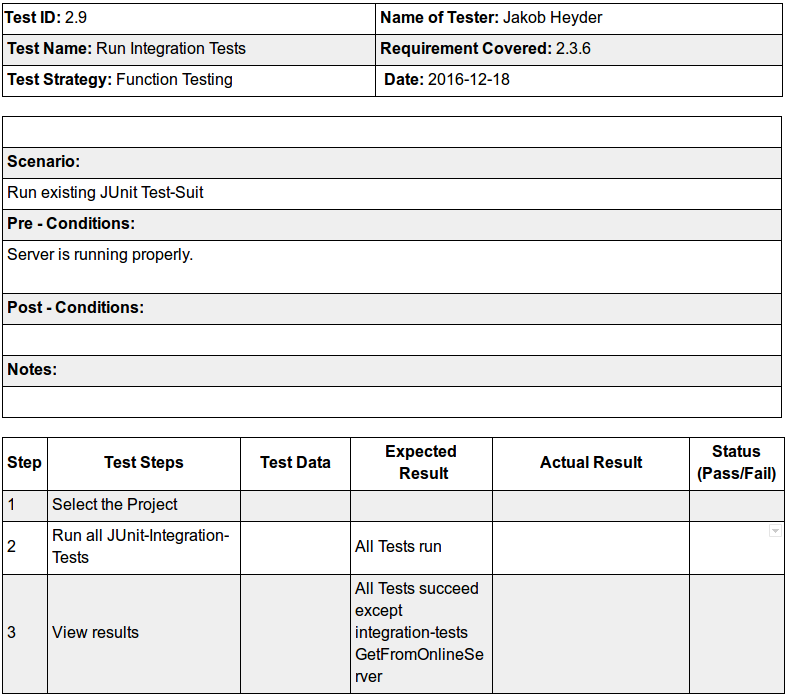 Test ID: 2.9
Name of Tester: Jakob Heyder
Test Name: Run Integration Tests
Requirement Covered: 2.3.6
Test Strategy: Function Testing
Date: 2016-12-18
Scenario:
Run existing JUnit Test-Suit
Pre - Conditions:
Server is running properly.
Post - Conditions:
Notes:
Step
Test Steps
Test Data
Expected
Result
Actual Result
Status
(Pass/Fail)
1
Select the Project
2
Run all JUnit-Integration-
Tests
All Tests run
3
View results
All Tests succeed
except
integration-tests
GetFromOnlineSe
rver